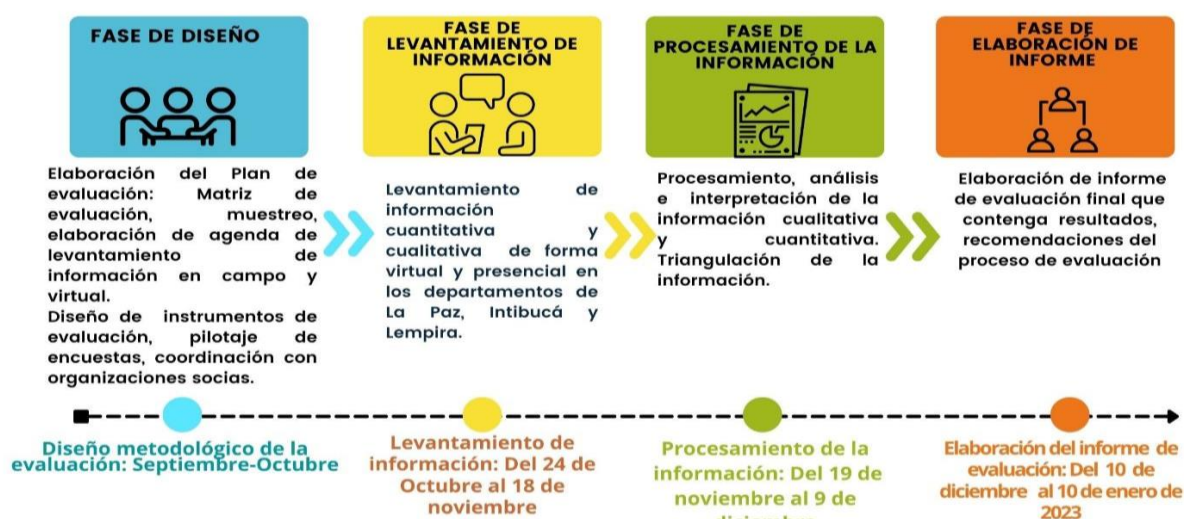 FASE DE DISEÑO
Elaboración del Plan de
evaluación: Matriz de
evaluación, muestreo,
elaboración de agenda de
levantamiento de
información en campo y
virtual.
Diseño de instrumentos de
evaluación, pilotaje de
encuestas, coordinación con
organizaciones socias.
FASE DE
LEVANTAMIENTO DE
INFORMACIÓN
Levantamiento de
información
cuantitativa y
cualitativa de forma
virtual y presencial en
los departamentos de
La Paz, Intibucá y
Lempira.
FASE DE
PROCESAMIENTO DE LA
INFORMACIÓN
Procesamiento, análisis
e interpretación de la
información cualitativa
y cuantitativa.
Triangulación de la
información.
FASE DE
ELABORACIÓN DE
INFORME
Elaboración de informe
de evaluación final que
contenga resultados,
recomendaciones del
proceso de evaluación
Diseño metodológico de la
evaluación: Septiembre-Octubre
Levantamiento de
información: Del 24 de
Octubre al 18 de
noviembre
Procesamiento de la
información: Del 19 de
noviembre al 9 de
Elaboración del informe de
evaluación: Del 10 de
diciembre al 10 de enero de
2023